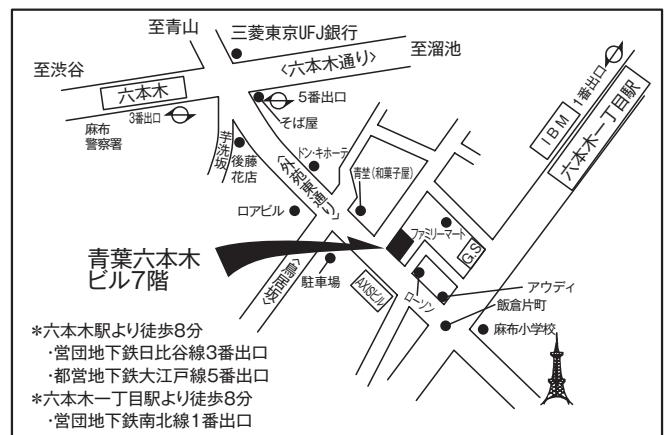 至青山
三菱東京UFJ銀行
〈六本木通り〉
至溜池
至渋谷
六本木
3番出口
5番出口
そば屋
麻布
警察署
芋洗坂
後藤
花店
ドン・キホーテ
〈外苑東通り〉
青埜(和菓子屋)
IBM
1番出口
六本木一丁目駅
ロアビル
ファミリーマート
G.S
青葉六本木
ビル7階
〈鳥居坂〉
駐車場
AXISビル
ローソン
アウディ
飯倉片町
麻布小学校
*六本木駅より徒歩8分
・営団地下鉄日比谷線3番出口
・都営地下鉄大江戸線5番出口
*六本木一丁目駅より徒歩8分
・営団地下鉄南北線1番出口